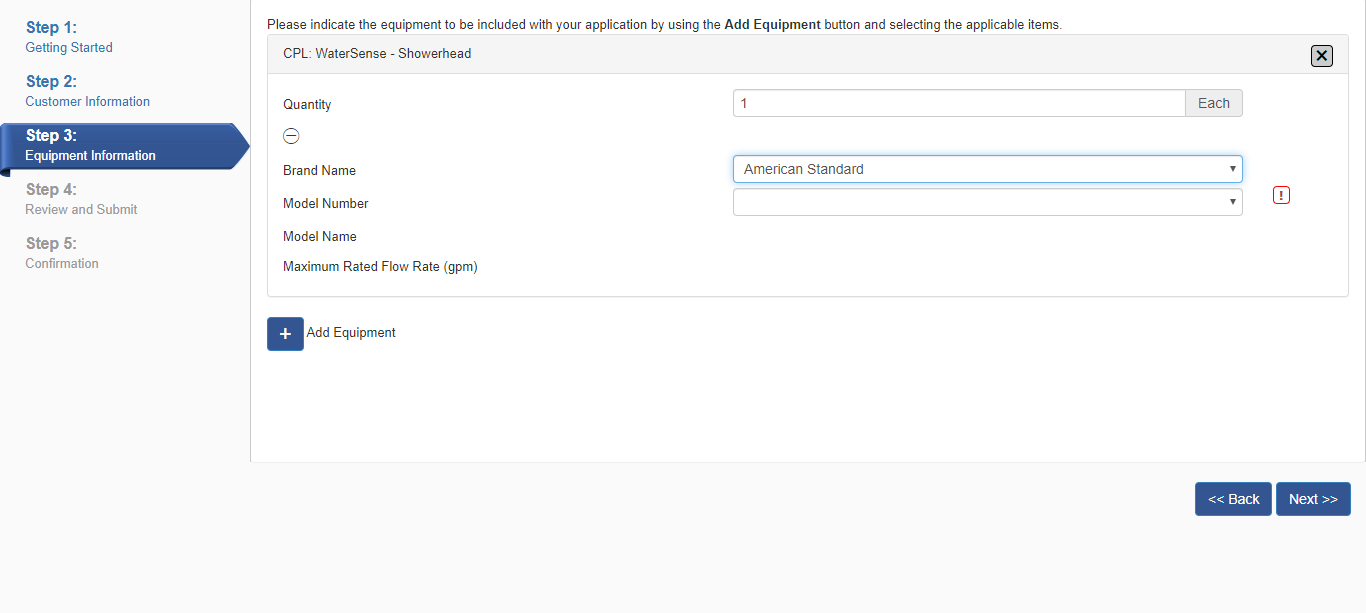 Step 1:
Getting Started
Step 2:
Customer Information
Step 3:
Equipment Information
Step 4:
Review and Submit
Step 5:
Confirmation
Please indicate the equipment to be included with your application by using the Add Equipment button and selecting the applicable items.
CPL: WaterSense - Showerhead
Quantity
1 Each
Brand Name
American Standard
Model Number
!
Model Name
Maximum Rated Flow Rate (gpm)
+ Add Equipment
<< Back Next >>